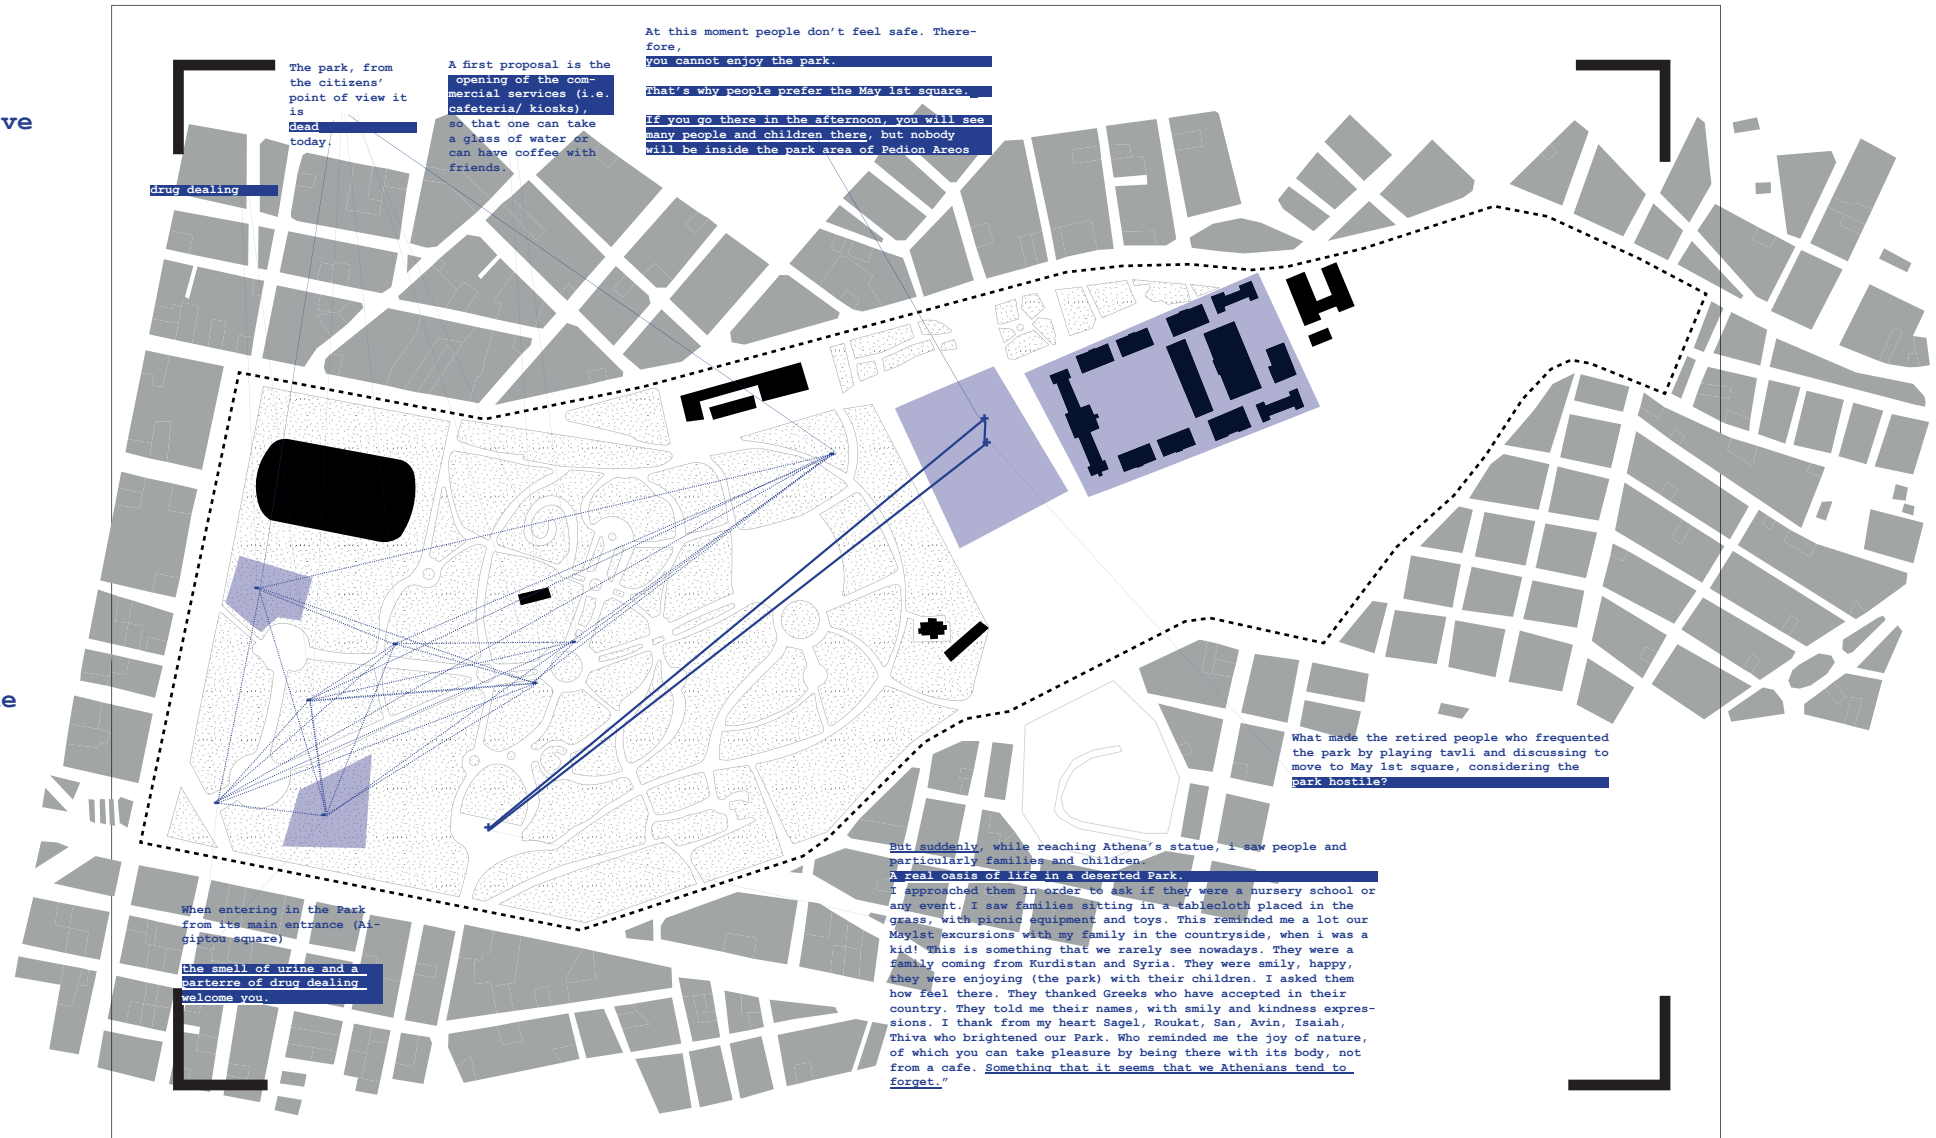 ve
e
The park, from
the citizens’
point of view it
is
dead
today.
drug dealing
A first proposal is the
opening of the com-
mercial services (i.e.
cafeteria/ kiosks),
so that one can take
a glass of water or
can have coffee with
friends.
At this moment people don’t feel safe. There-
fore,
you cannot enjoy the park.
That’s why people prefer the May 1st square.
If you go there in the afternoon, you will see
many people and children there, but nobody
will be inside the park area of Pedion Areos
What made the retired people who frequented
the park by playing tavli and discussing to
move to May 1st square, considering the
park hostile?
But suddenly, while reaching Athena’s statue, i saw people and
particularly families and children.
A real oasis of life in a deserted Park.
I approached them in order to ask if they were a nursery school or
any event. I saw families sitting in a tablecloth placed in the
grass, with picnic equipment and toys. This reminded me a lot our
May1st excursions with my family in the countryside, when i was a
kid! This is something that we rarely see nowadays. They were a
family coming from Kurdistan and Syria. They were smily, happy,
they were enjoying (the park) with their children. I asked them
how feel there. They thanked Greeks who have accepted in their
country. They told me their names, with smily and kindness expres-
sions. I thank from my heart Sagel, Roukat, San, Avin, Isaiah,
Thiva who brightened our Park. Who reminded me the joy of nature,
of which you can take pleasure by being there with its body, not
from a cafe. Something that it seems that we Athenians tend to
forget.”
When entering in the Park
from its main entrance (Ai-
giptou square)
the smell of urine and a
parterre of drug dealing
welcome you.